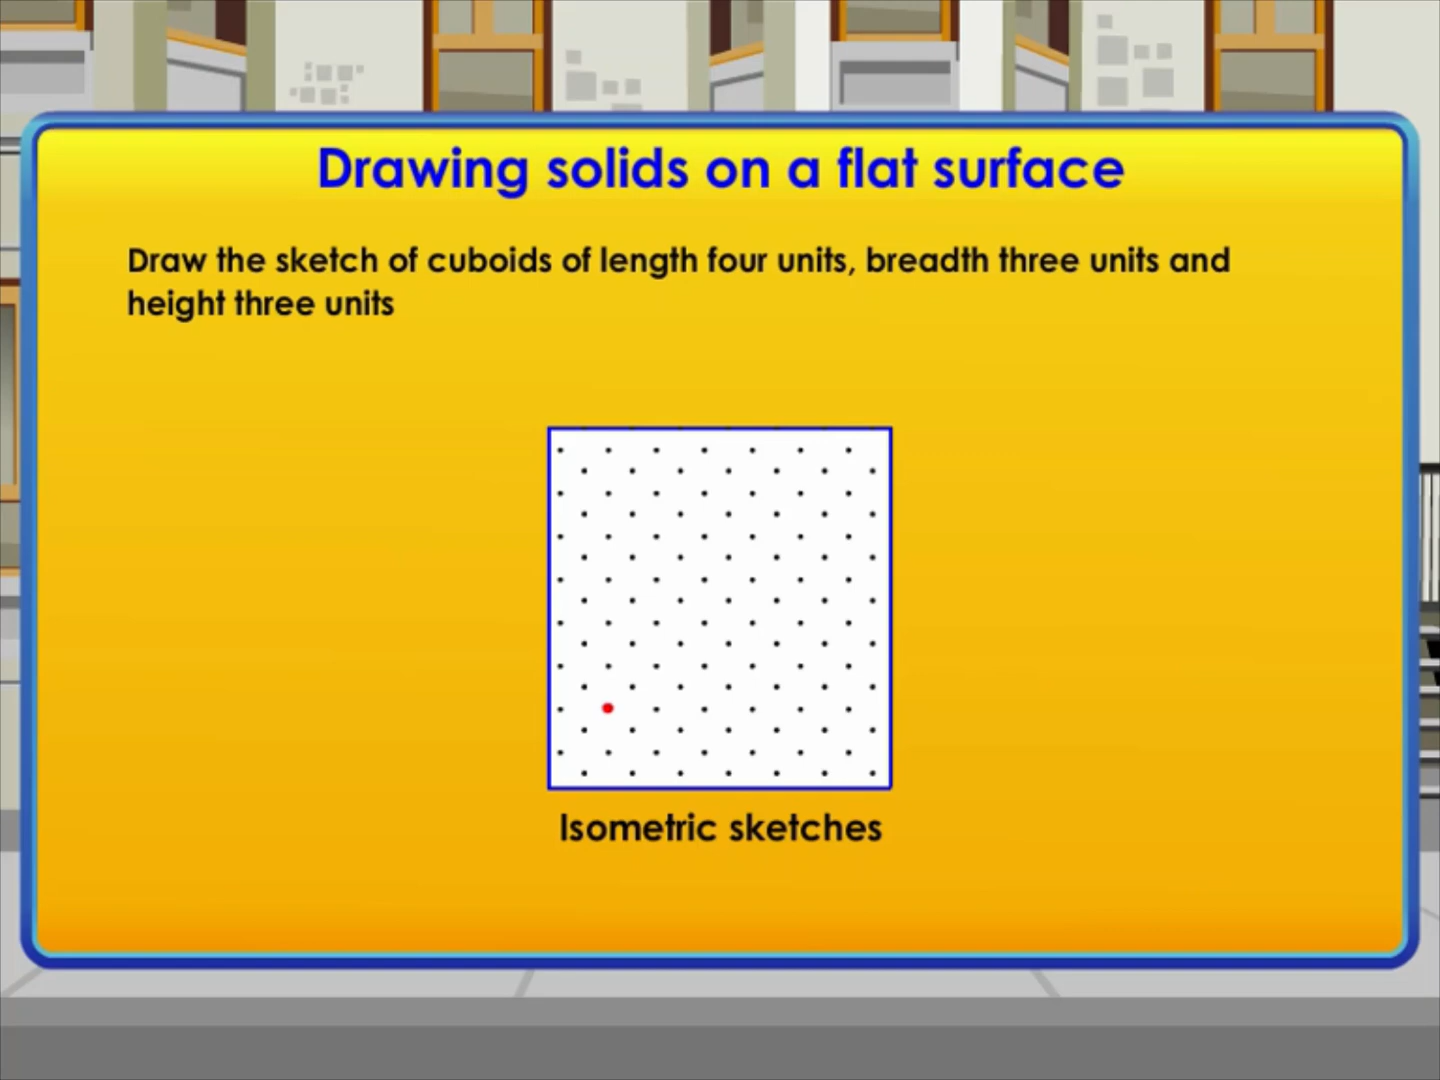 Drawing solids on a flat surface
Draw the sketch of cuboids of length four units, breadth three units and
height three units
Isometric sketches